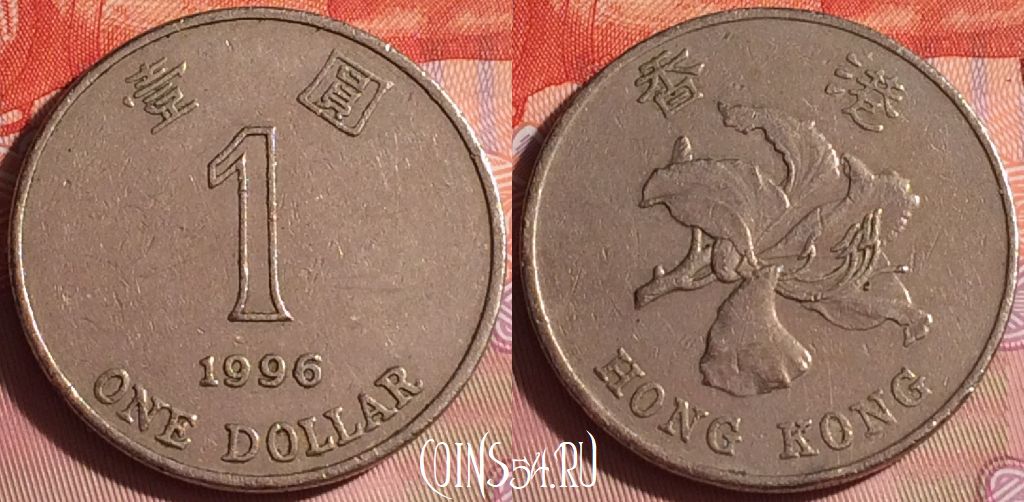 壹 圓
1
1996
ONE DOLLAR
香 港
HONG KONG
COINS54.RU